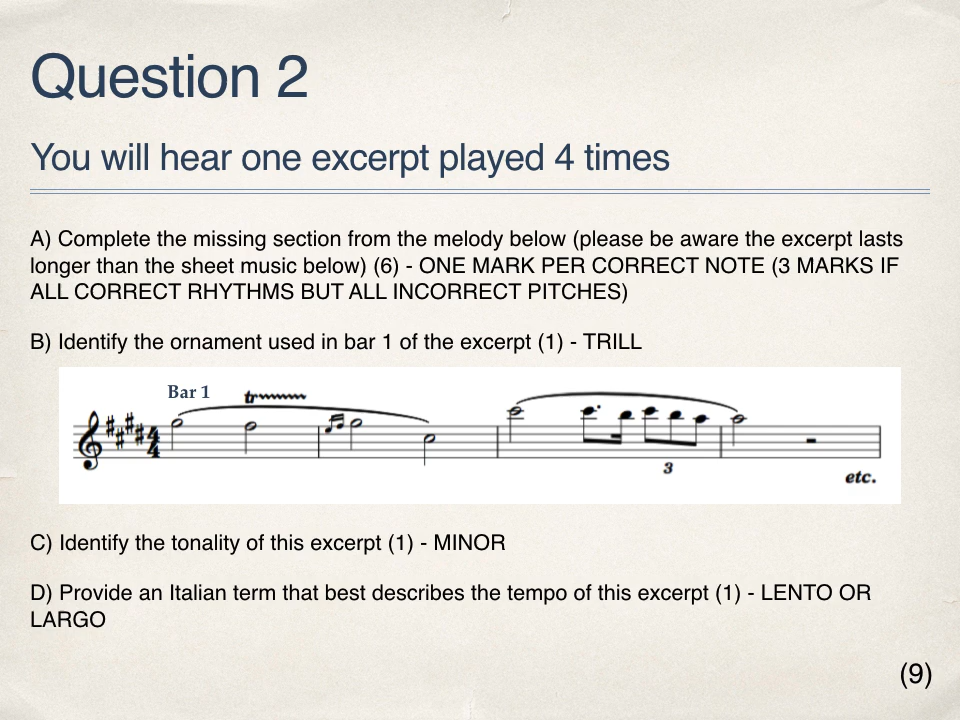 Question 2
You will hear one excerpt played 4 times
A) Complete the missing section from the melody below (please be aware the excerpt lasts
longer than the sheet music below) (6) - ONE MARK PER CORRECT NOTE (3 MARKS IF
ALL CORRECT RHYTHMS BUT ALL INCORRECT PITCHES)
B) Identify the ornament used in bar 1 of the excerpt (1) - TRILL
Bar 1
tr
4
4
3
etc.
C) Identify the tonality of this excerpt (1) - MINOR
D) Provide an Italian term that best describes the tempo of this excerpt (1) - LENTO OR
LARGO
(9)